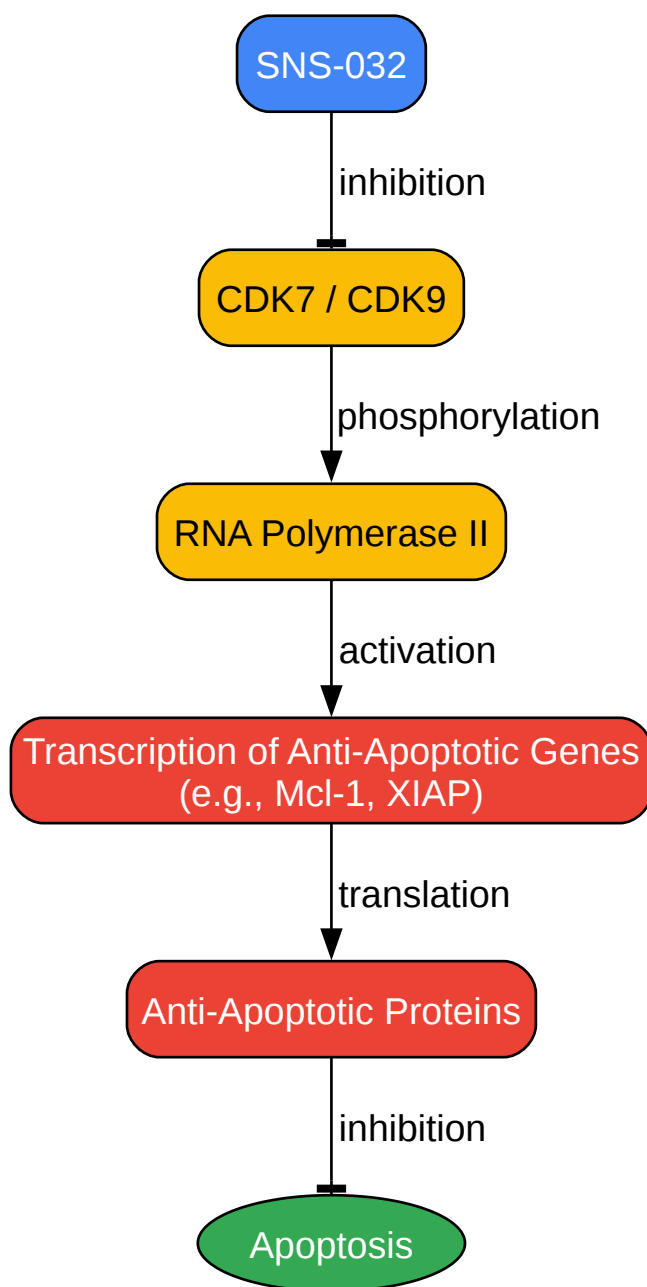 SNS-032
inhibition
CDK7 / CDK9
phosphorylation
RNA Polymerase II
activation
Transcription of Anti-Apoptotic Genes
(e.g., Mcl-1, XIAP)
translation
Anti-Apoptotic Proteins
inhibition
Apoptosis